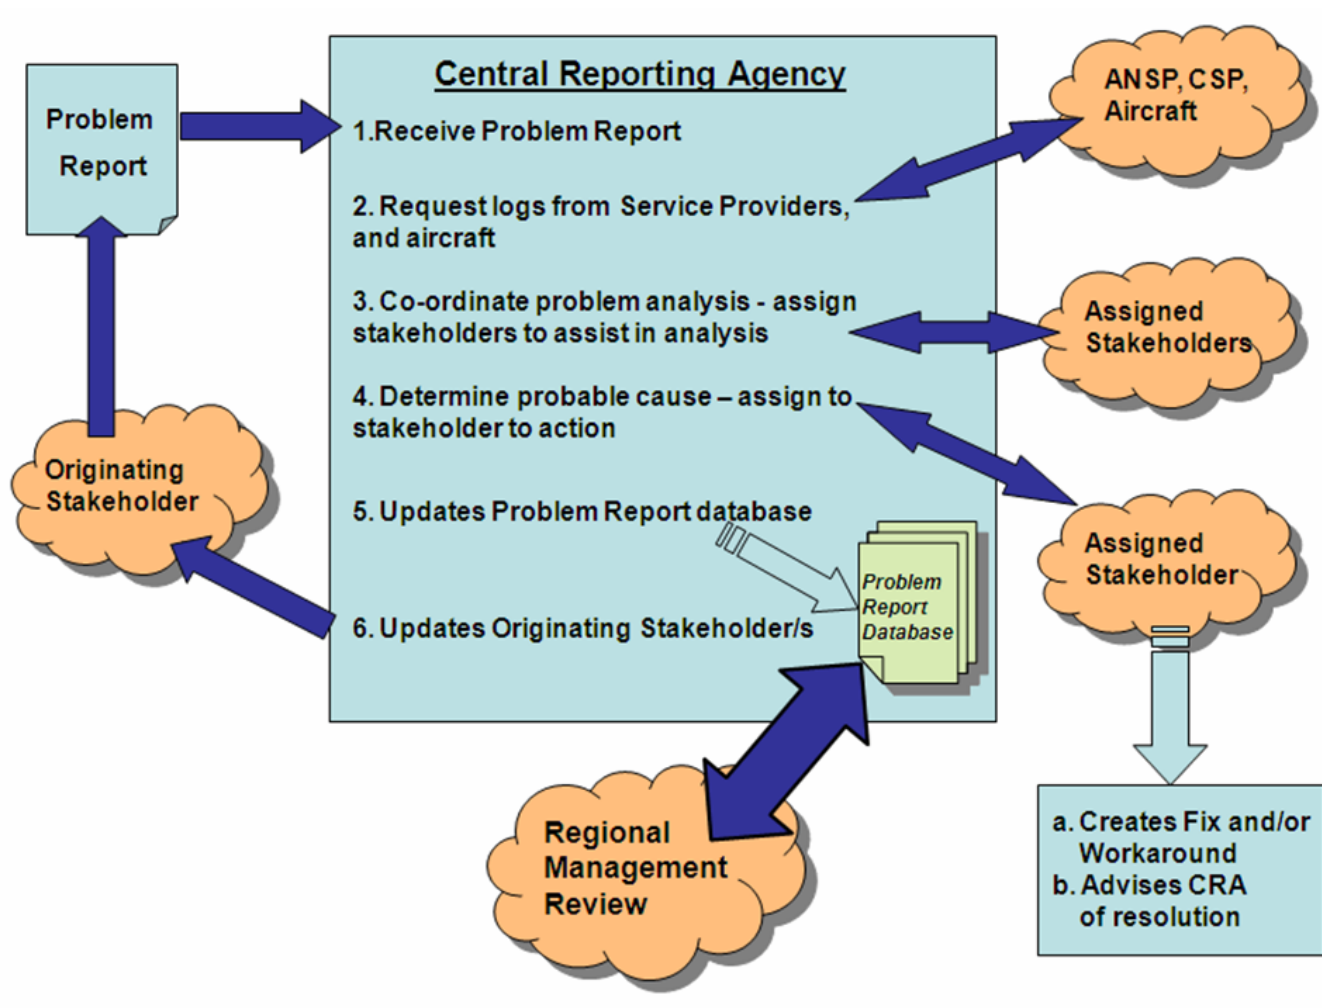 Problem
Report
Central Reporting Agency
1.Receive Problem Report
2. Request logs from Service Providers,
and aircraft
3. Co-ordinate problem analysis - assign
stakeholders to assist in analysis
4. Determine probable cause – assign to
stakeholder to action
5. Updates Problem Report database
6. Updates Originating Stakeholder/s
Problem
Report
Database
ANSP, CSP,
Aircraft
Assigned
Stakeholders
Assigned
Stakeholder
Originating
Stakeholder
Regional
Management
Review
a. Creates Fix and/or
Workaround
b. Advises CRA
of resolution